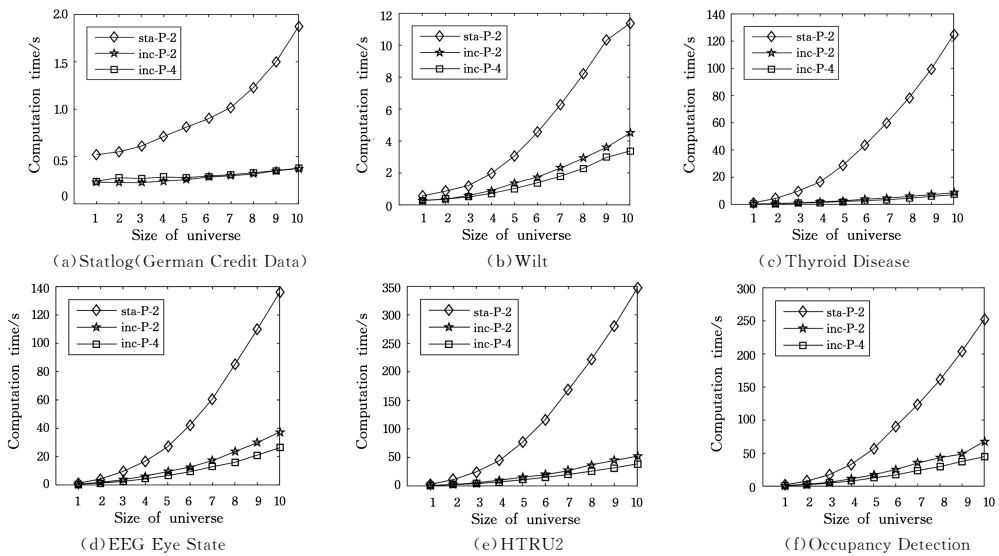 2.0
1.5
1.0
0.5
0
Computation time/s
sta-P-2
inc-P-2
inc-P-4
1 2 3 4 5 6 7 8 9 10
Size of universe
(a)Statlog(German Credit Data)
12
10
8
6
4
2
0
Computation time/s
sta-P-2
inc-P-2
inc-P-4
1 2 3 4 5 6 7 8 9 10
Size of universe
(b)Wilt
140
120
100
80
60
40
20
0
Computation time/s
sta-P-2
inc-P-2
inc-P-4
1 2 3 4 5 6 7 8 9 10
Size of universe
(c)Thyroid Disease
140
120
100
80
60
40
20
0
Computation time/s
sta-P-2
inc-P-2
inc-P-4
1 2 3 4 5 6 7 8 9 10
Size of universe
(d)EEG Eye State
350
300
250
200
150
100
50
0
Computation time/s
sta-P-2
inc-P-2
inc-P-4
1 2 3 4 5 6 7 8 9 10
Size of universe
(e)HTRU2
300
250
200
150
100
50
0
Computation time/s
sta-P-2
inc-P-2
inc-P-4
1 2 3 4 5 6 7 8 9 10
Size of universe
(f)Occupancy Detection